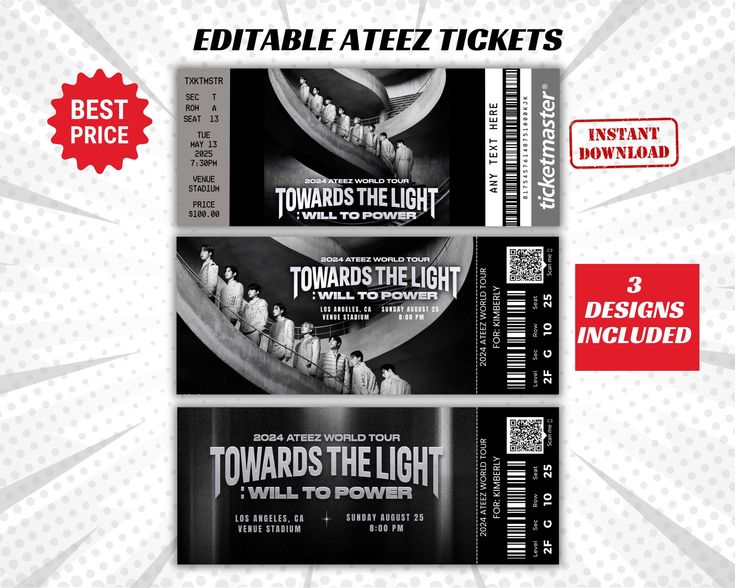 EDITABLE ATEEZ TICKETS
BEST
PRICE
INSTANT
DOWNLOAD
3
DESIGNS
INCLUDED
TXKTMSTR
SEC T
ROW A
SEAT 13
TUE
MAY 13
2025
7:30PM
VENUE
STADIUM
PRICE
$100.00
2024 ATEEZ WORLD TOUR
TOWARDS THE LIGHT
: WILL TO POWER
ANY TEXT HERE
ticketmaster®
2024 ATEEZ WORLD TOUR
TOWARDS THE LIGHT
: WILL TO POWER
LOS ANGELES, CA SUNDAY AUGUST 25
VENUE STADIUM 8:00 PM
2024 ATEEZ WORLD TOUR
FOR: KIMBERLY
Level Sec Row Seat
2F G 10 25
Scan me
2024 ATEEZ WORLD TOUR
TOWARDS THE LIGHT
: WILL TO POWER
LOS ANGELES, CA SUNDAY AUGUST 25
VENUE STADIUM 8:00 PM
2024 ATEEZ WORLD TOUR
FOR: KIMBERLY
Level Sec Row Seat
2F G 10 25
Scan me